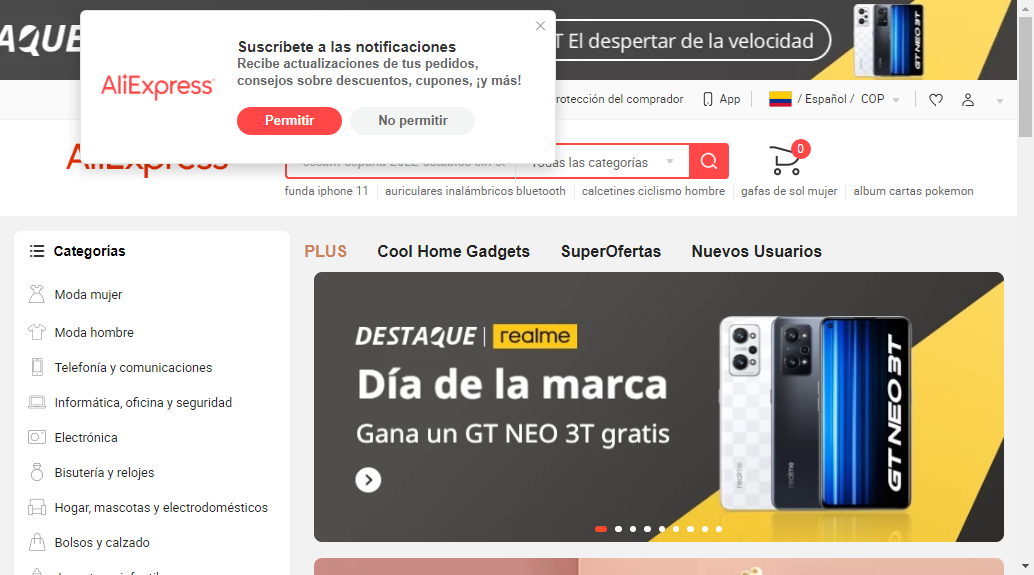 T El despertar de la velocidad
GT NEO 3T
Suscríbete a las notificaciones
Recibe actualizaciones de tus pedidos,
consejos sobre descuentos, cupones, ¡y más!
AliExpress
Permitir
No permitir
rotección del comprador
App
/ Español /
COP
AliExpress
Todas las categorías
0
funda iphone 11
auriculares inalámbricos bluetooth
calcetines ciclismo hombre
gafas de sol mujer
album cartas pokemon
Categorías
PLUS
Cool Home Gadgets
SuperOfertas
Nuevos Usuarios
Moda mujer
Moda hombre
Telefonía y comunicaciones
Informática, oficina y seguridad
Electrónica
Bisutería y relojes
Hogar, mascotas y electrodomésticos
Bolsos y calzado
DESTAQUE | realme
Día de la marca
Gana un GT NEO 3T gratis
realme
realme
GT NEO 3T